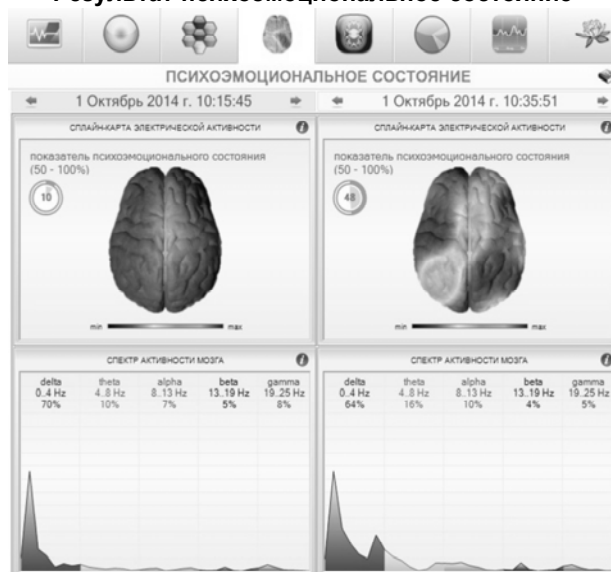 Результат психоэмоциональное состояние
ПСИХОЭМОЦИОНАЛЬНОЕ СОСТОЯНИЕ
1 Октябрь 2014 г. 10:15:45
1 Октябрь 2014 г. 10:35:51
СПЛАЙН-КАРТА ЭЛЕКТРИЧЕСКОЙ АКТИВНОСТИ
СПЛАЙН-КАРТА ЭЛЕКТРИЧЕСКОЙ АКТИВНОСТИ
показатель психоэмоционального состояния
(50 - 100%)
10
min max
показатель психоэмоционального состояния
(50 - 100%)
48
min max
СПЕКТР АКТИВНОСТИ МОЗГА
СПЕКТР АКТИВНОСТИ МОЗГА
delta theta alpha beta gamma
0..4 Hz 4..8 Hz 8..13 Hz 13..19 Hz 19..25 Hz
70% 10% 7% 5% 8%
delta theta alpha beta gamma
0..4 Hz 4..8 Hz 8..13 Hz 13..19 Hz 19..25 Hz
64% 16% 10% 4% 5%